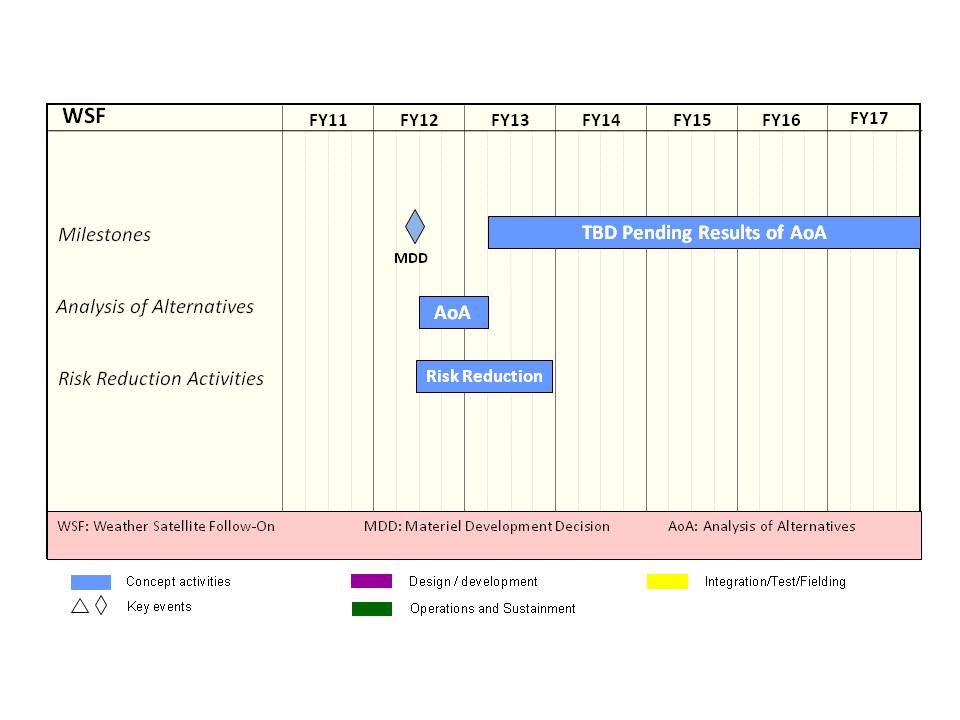 WSF FY11 FY12 FY13 FY14 FY15 FY16 FY17
Milestones TBD Pending Results of AoA
MDD
Analysis of Alternatives AoA
Risk Reduction Activities Risk Reduction
WSF: Weather Satellite Follow-On MDD: Materiel Development Decision AoA: Analysis of Alternatives
Concept activities Design / development Integration/Test/Fielding
Key events Operations and Sustainment